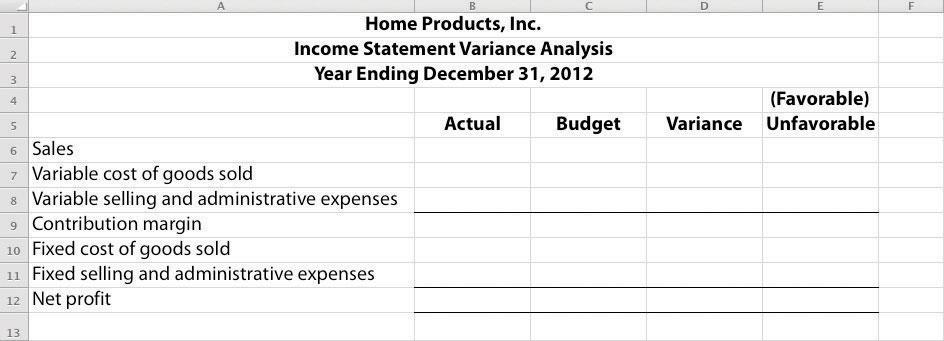 A B C D E F
1 Home Products, Inc.
2 Income Statement Variance Analysis
3 Year Ending December 31, 2012
4 (Favorable)
5 Actual Budget Variance Unfavorable
6 Sales
7 Variable cost of goods sold
8 Variable selling and administrative expenses
9 Contribution margin
10 Fixed cost of goods sold
11 Fixed selling and administrative expenses
12 Net profit
13